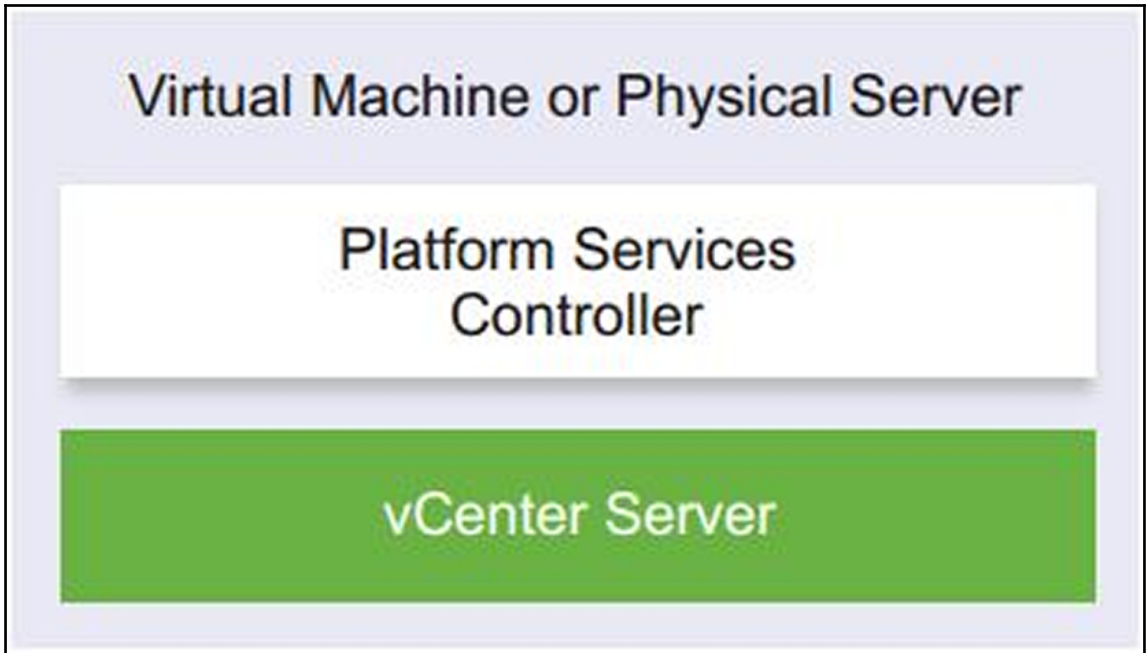 Virtual Machine or Physical Server
Platform Services
Controller
vCenter Server